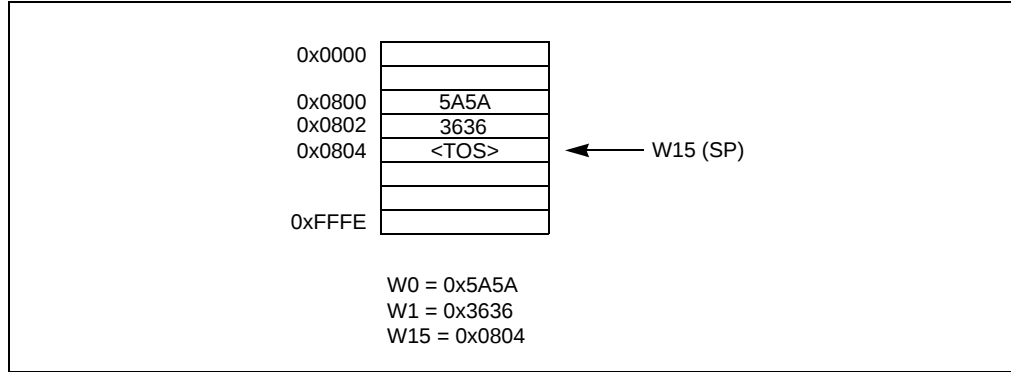 0x0000
0x0800 5A5A
0x0802 3636
0x0804 <TOS> W15 (SP)
0xFFFE
W0 = 0x5A5A
W1 = 0x3636
W15 = 0x0804